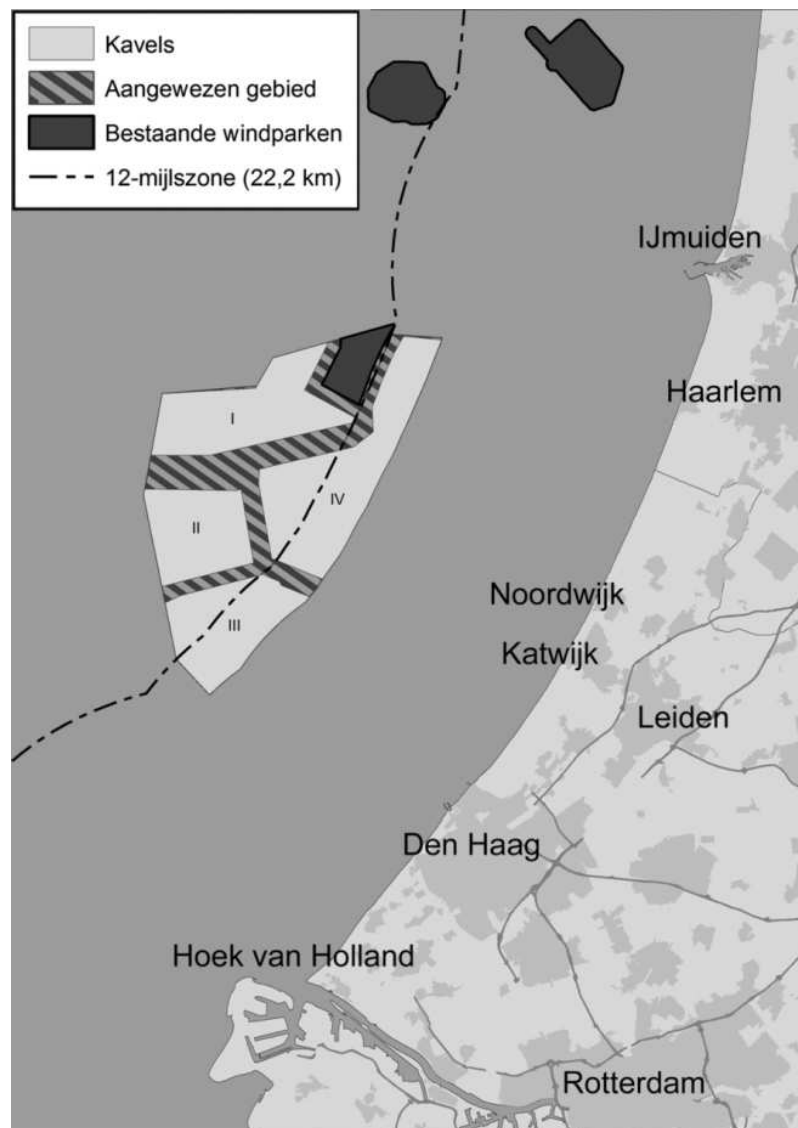 Kavels
Aangewezen gebied
Bestaande windparken
12-mijlszone (22,2 km)
IJmuiden
Haarlem
I
II
IV
III
Noordwijk
Katwijk
Leiden
Den Haag
Hoek van Holland
Rotterdam